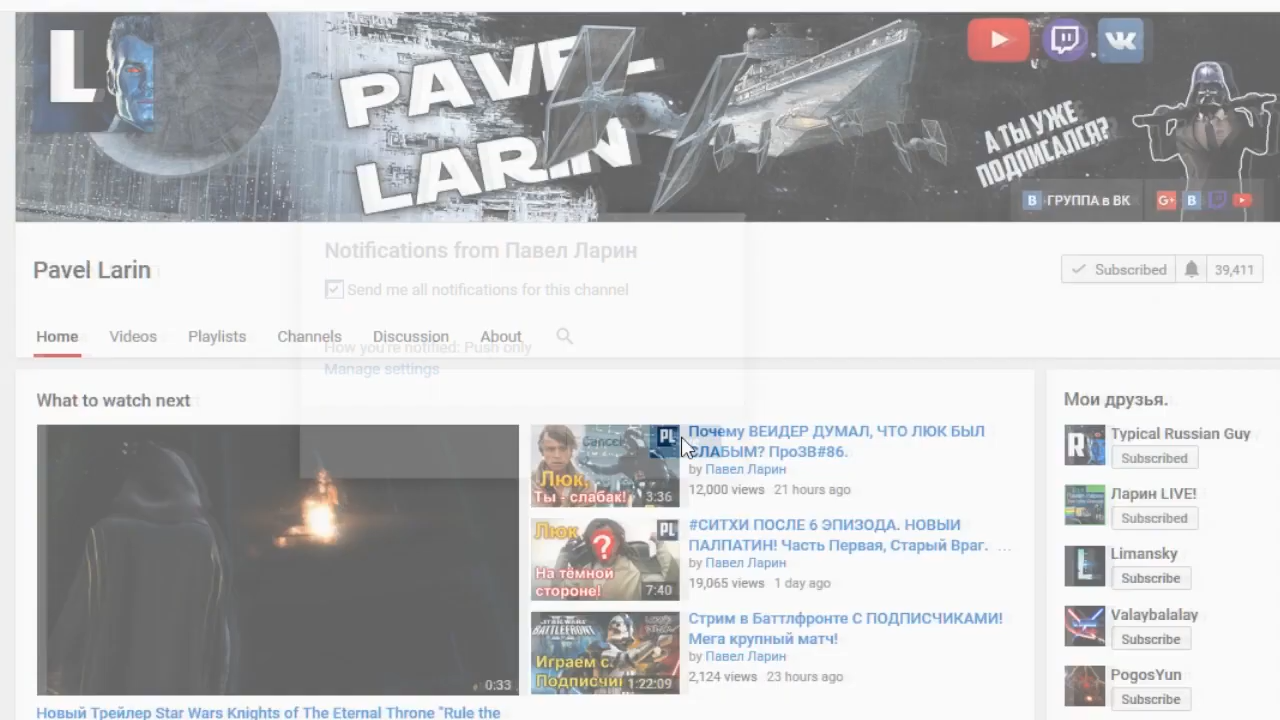 L
PAVEL
LARIN
А ТЫ УЖЕ
ПОДПИСАЛСЯ?
В ГРУППА в ВК
G+ В
Notifications from Павел Ларин
Pavel Larin
Subscribed 39,411
Send me all notifications for this channel
Home Videos Playlists Channels Discussion About
How you're notified: Push only
Manage settings
What to watch next
Мои друзья.
0:33
Новый Трейлер Star Wars Knights of The Eternal Throne "Rule the
Cancel
PL
Люк,
Ты - слабак!
3:36
Почему ВЕЙДЕР ДУМАЛ, ЧТО ЛЮК БЫЛ
СЛАБЫМ? ПроЗВ#86.
by Павел Ларин
12,000 views 21 hours ago
Люк
PL
?
На тёмной
стороне!
7:40
#СИТХИ ПОСЛЕ 6 ЭПИЗОДА. НОВЫЙ
ПАЛПАТИН! Часть Первая, Старый Враг. ...
by Павел Ларин
19,065 views 1 day ago
BATTLEFRONT
Играем с
Подписчи
1:22:09
Стрим в Баттлфронте С ПОДПИСЧИКАМИ!
Мега крупный матч!
by Павел Ларин
2,124 views 23 hours ago
Typical Russian Guy
Subscribed
Ларин LIVE!
Subscribed
Limansky
Subscribe
Valaybalalay
Subscribe
PogosYun
Subscribe